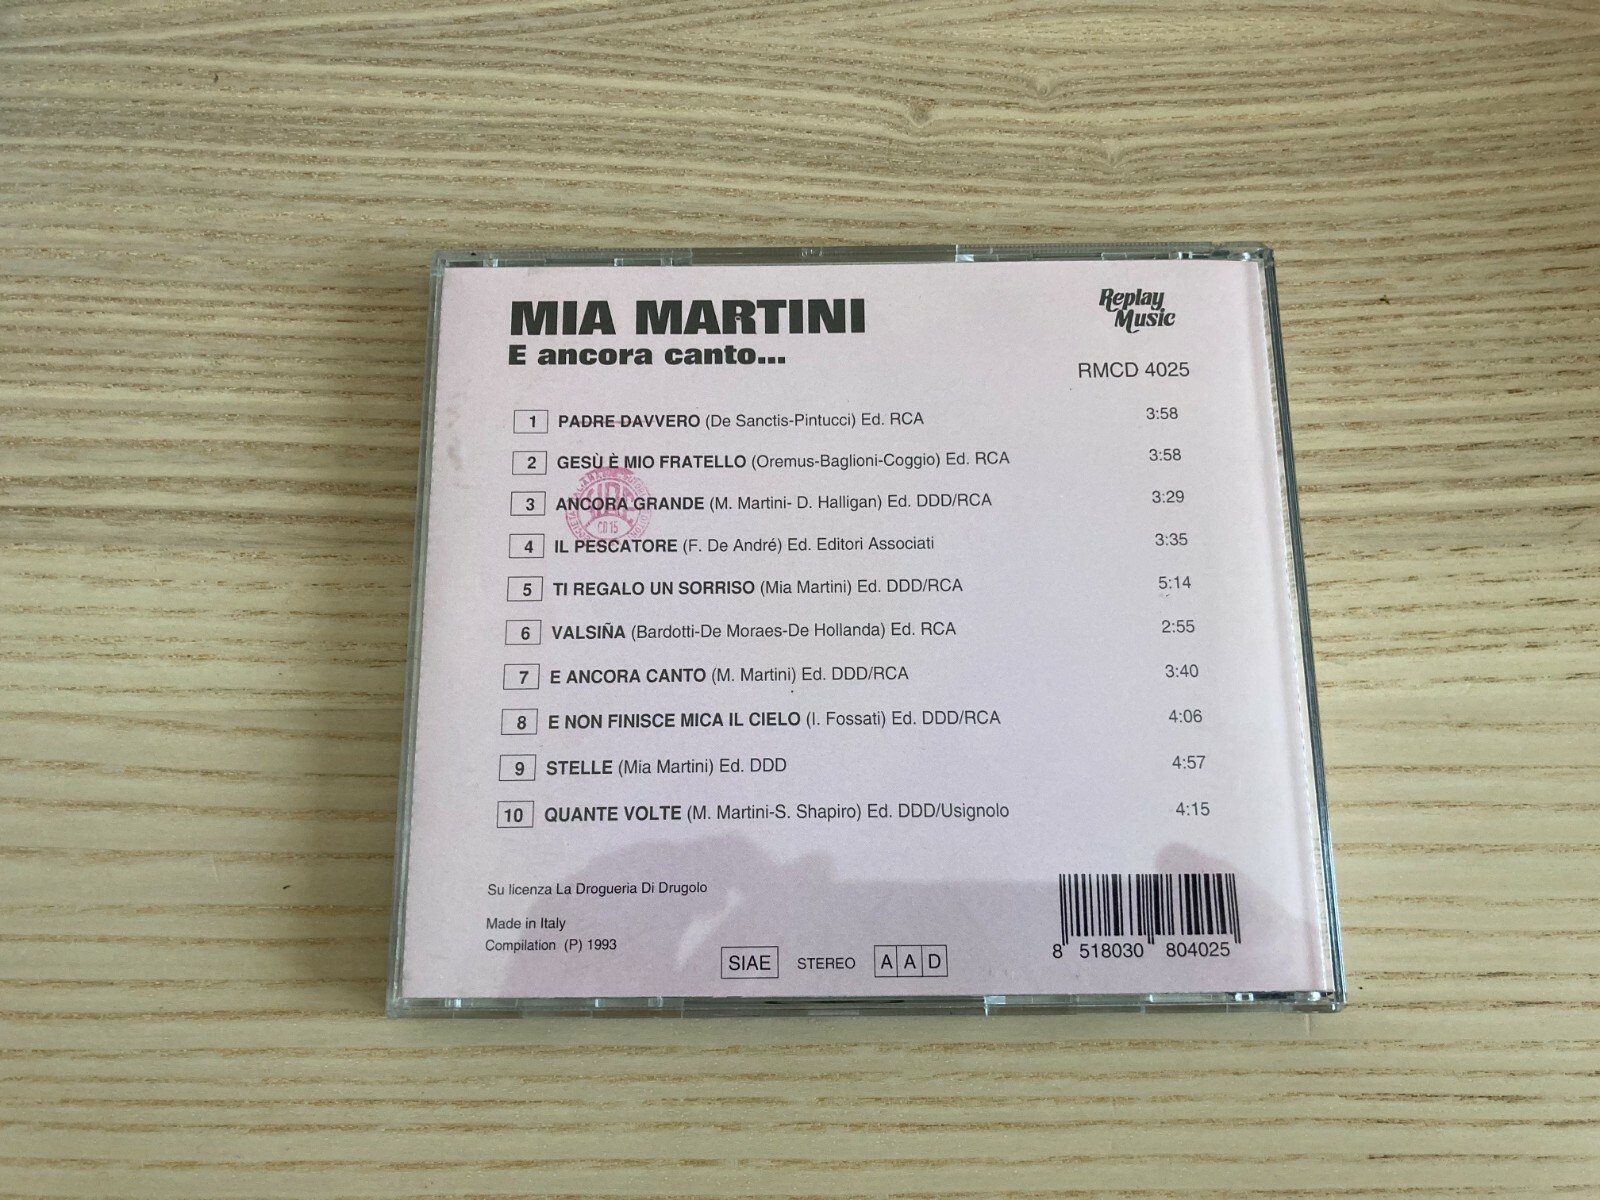 MIA MARTINI
E ancora canto...
Replay
Music
RMCD 4025
1 PADRE DAVVERO (De Sanctis-Pintucci) Ed. RCA 3:58
2 GESÙ È MIO FRATELLO (Oremus-Baglioni-Coggio) Ed. RCA 3:58
3 ANCORA GRANDE (M. Martini- D. Halligan) Ed. DDD/RCA 3:29
4 IL PESCATORE (F. De André) Ed. Editori Associati 3:35
5 TI REGALO UN SORRISO (Mia Martini) Ed. DDD/RCA 5:14
6 VALSIÑA (Bardotti-De Moraes-De Hollanda) Ed. RCA 2:55
7 E ANCORA CANTO (M. Martini) Ed. DDD/RCA 3:40
8 E NON FINISCE MICA IL CIELO (I. Fossati) Ed. DDD/RCA 4:06
9 STELLE (Mia Martini) Ed. DDD 4:57
10 QUANTE VOLTE (M. Martini-S. Shapiro) Ed. DDD/Usignolo 4:15
CD 15
Su licenza La Drogueria Di Drugolo
Made in Italy
Compilation (P) 1993
SIAE STEREO A A D
8 518030 804025